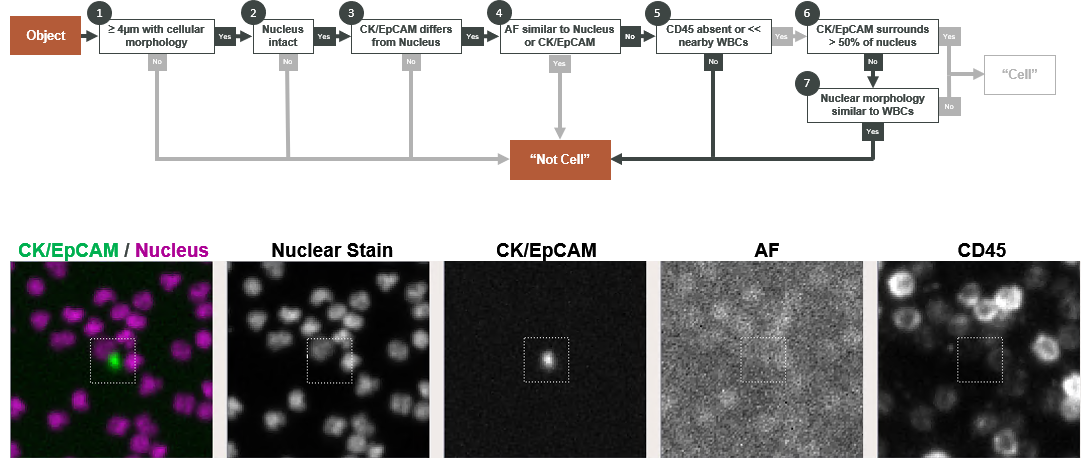 Object
1
≥ 4µm with cellular
morphology
Yes
No
2
Nucleus
intact
Yes
No
3
CK/EpCAM differs
from Nucleus
Yes
No
4
AF similar to Nucleus
or CK/EpCAM
No
Yes
5
CD45 absent or <<
nearby WBCs
Yes
No
6
CK/EpCAM surrounds
> 50% of nucleus
Yes
No
7
Nuclear morphology
similar to WBCs
No
Yes
“Cell”
“Not Cell”
CK/EpCAM / Nucleus
Nuclear Stain
CK/EpCAM
AF
CD45